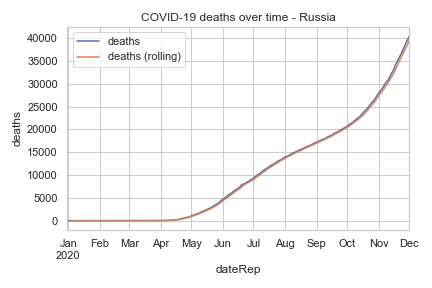 COVID-19 deaths over time - Russia
deaths
deaths (rolling)
40000
35000
30000
25000
20000
15000
10000
5000
0
deaths
Jan Feb Mar Apr May Jun Jul Aug Sep Oct Nov Dec
2020
dateRep